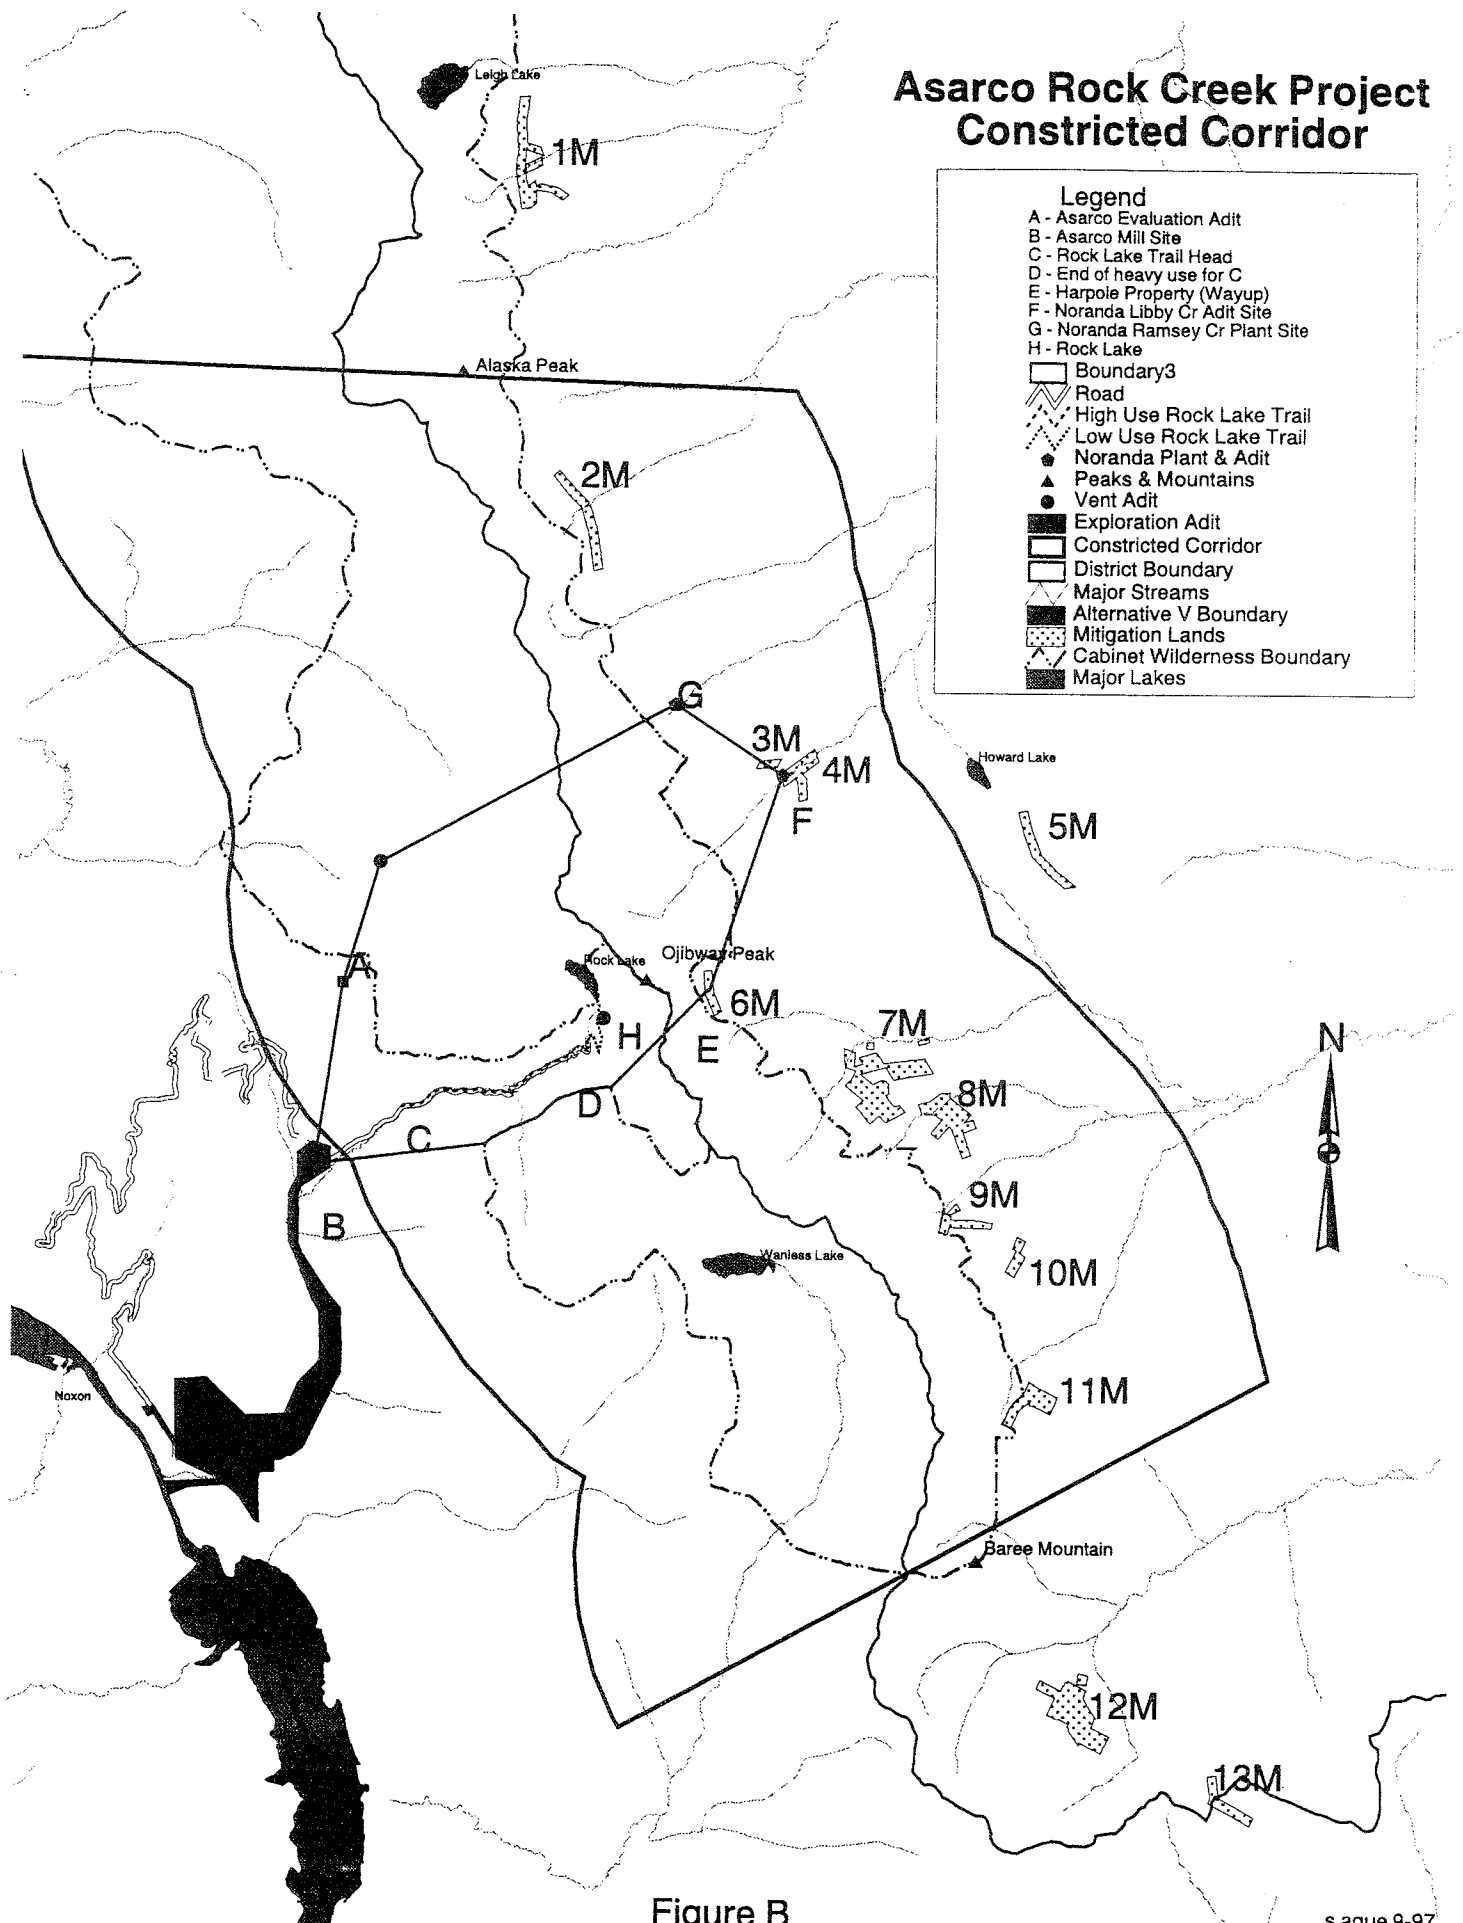 Asarco Rock Creek Project
Constricted Corridor
Legend
A - Asarco Evaluation Adit
B - Asarco Mill Site
C - Rock Lake Trail Head
D - End of heavy use for C
E - Harpole Property (Wayup)
F - Noranda Libby Cr Adit Site
G - Noranda Ramsey Cr Plant Site
H - Rock Lake
Boundary3
Road
High Use Rock Lake Trail
Low Use Rock Lake Trail
Noranda Plant & Adit
Peaks & Mountains
Vent Adit
Exploration Adit
Constricted Corridor
District Boundary
Major Streams
Alternative V Boundary
Mitigation Lands
Cabinet Wilderness Boundary
Major Lakes
Leigh Lake
1M
Alaska Peak
2M
G
3M
4M
F
Howard Lake
5M
A
Rock Lake
Ojibway Peak
6M
H
E
7M
N
8M
D
C
B
9M
10M
Wanless Lake
11M
Noxon
Baree Mountain
12M
13M
Figure B
s ague 9-97